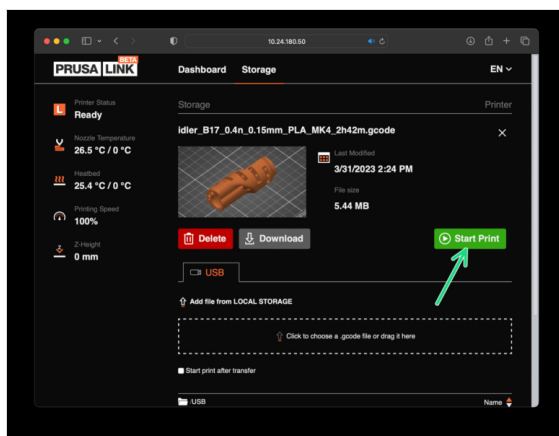 10.24.180.50
PRUSA LINK BETA
Dashboard Storage
EN
Printer Status
Ready
Nozzle Temperature
26.5 °C / 0 °C
Heatbed
25.4 °C / 0 °C
Printing Speed
100%
Z-Height
0 mm
Storage
Printer
idler_B17_0.4n_0.15mm_PLA_MK4_2h42m.gcode
Last Modified
3/31/2023 2:24 PM
File size
5.44 MB
Delete
Download
Start Print
USB
Add file from LOCAL STORAGE
Click to choose a .gcode file or drag it here
Start print after transfer
/USB
Name